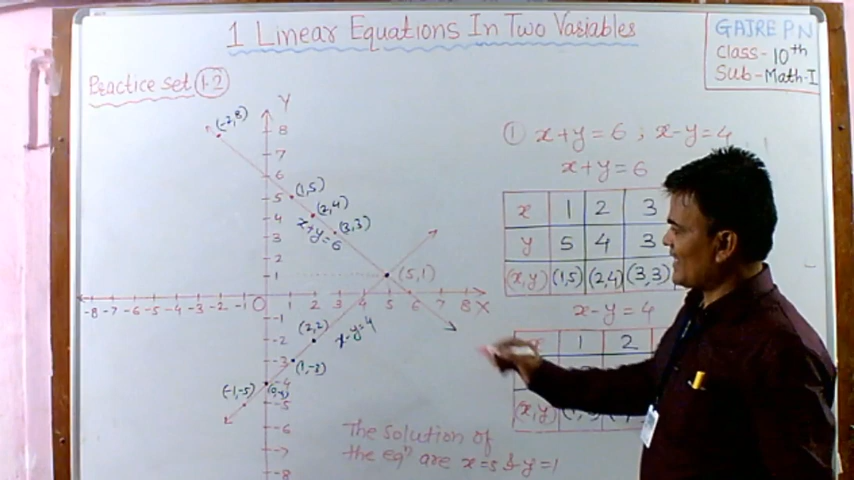 1 Linear Equations In Two Variables
GAIRE P N
Class - 10th
Sub - Math-I
Practice set 1.2
Y
(-2,8)
8
7
6
5
4
3
2
1
(1,5)
(2,4)
(3,3)
x+y=6
(5,1)
-8 -7 -6 -5 -4 -3 -2 -1 O 1 2 3 4 5 6 7 8 X
-1
-2
-3
-4
-5
-6
-7
-8
(2,2)
x-y=4
(1,-3)
(-1,-5)
① x+y=6 ; x-y=4
x+y=6
x 1 2 3
y 5 4 3
(x,y) (1,5) (2,4) (3,3)
x-y=4
x 1 2
(x,y)
The solution of
the eqn are x=5 & y=1